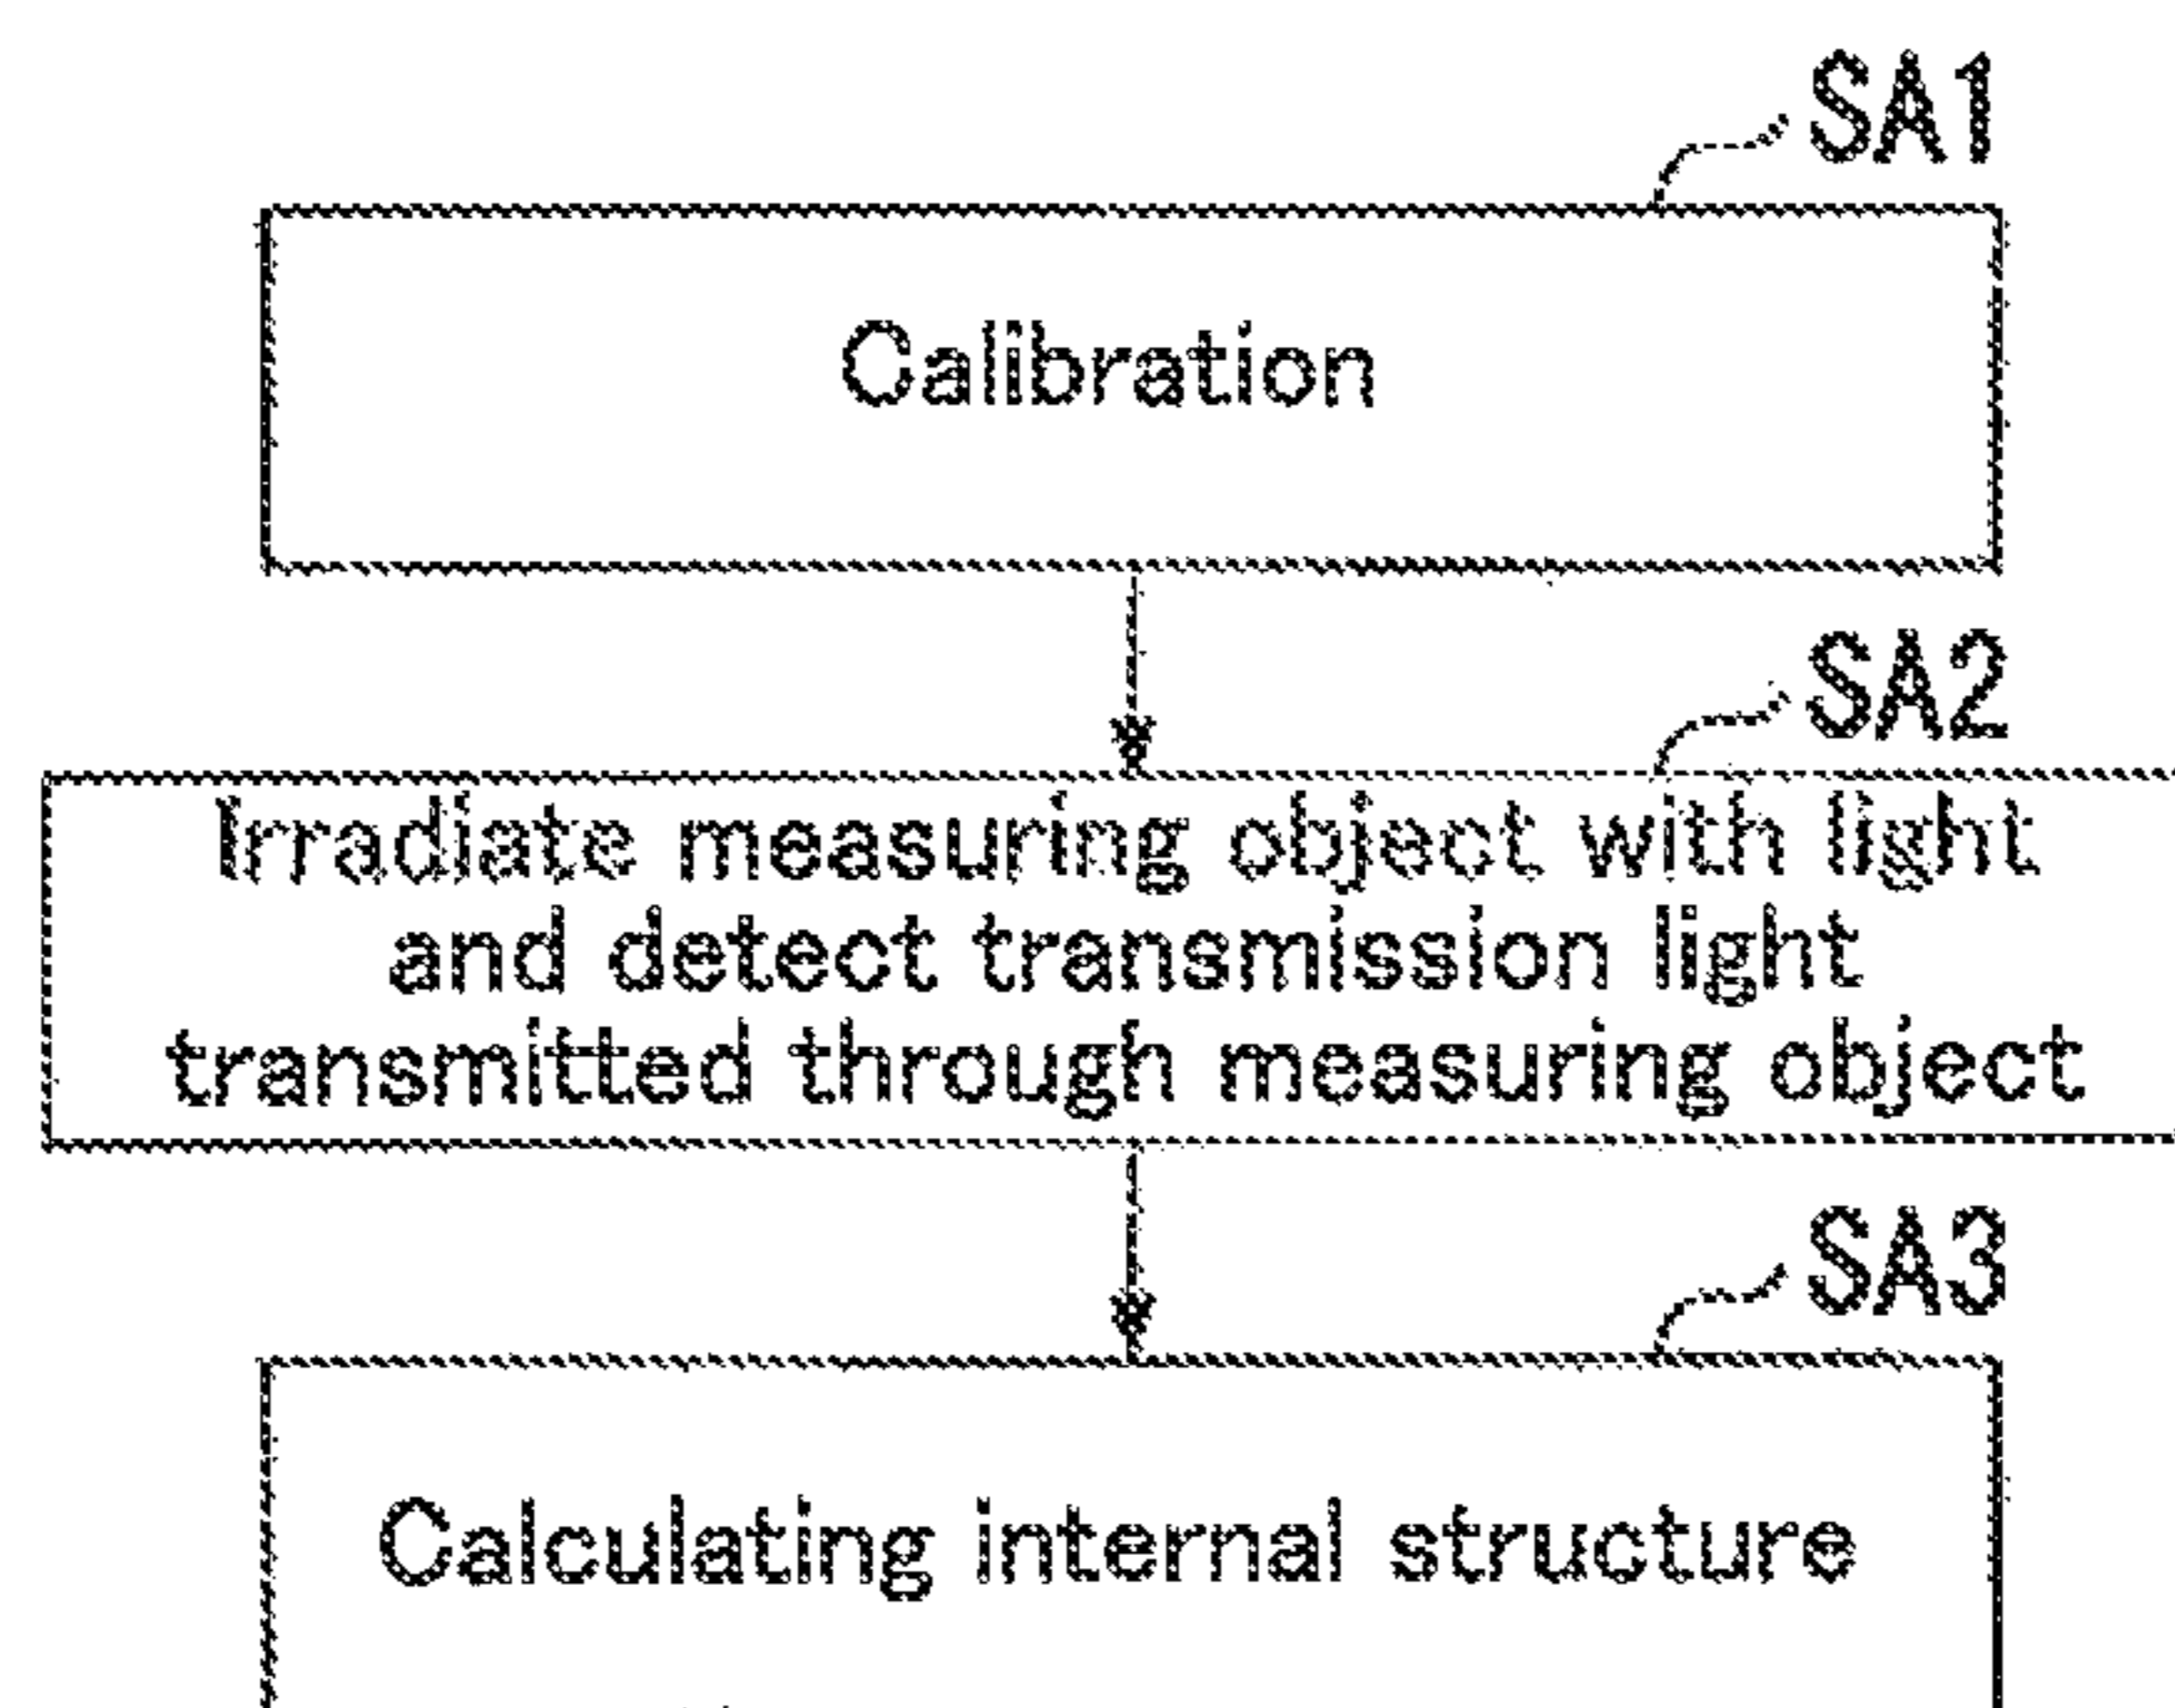 SA1
Calibration
SA2
Irradiate measuring object with light
and detect transmission light
transmitted through measuring object
SA3
Calculating internal structure